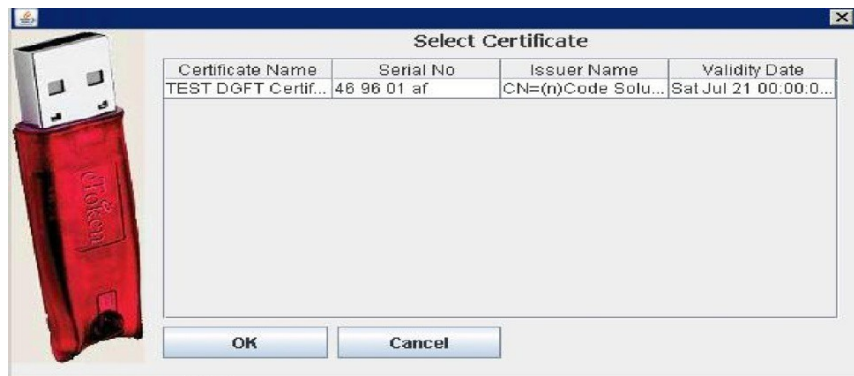 Select Certificate
Certificate Name Serial No Issuer Name Validity Date
TEST DGFT Certif... 46 96 01 af CN=(n)Code Solu... Sat Jul 21 00:00:0...
eToken
OK Cancel